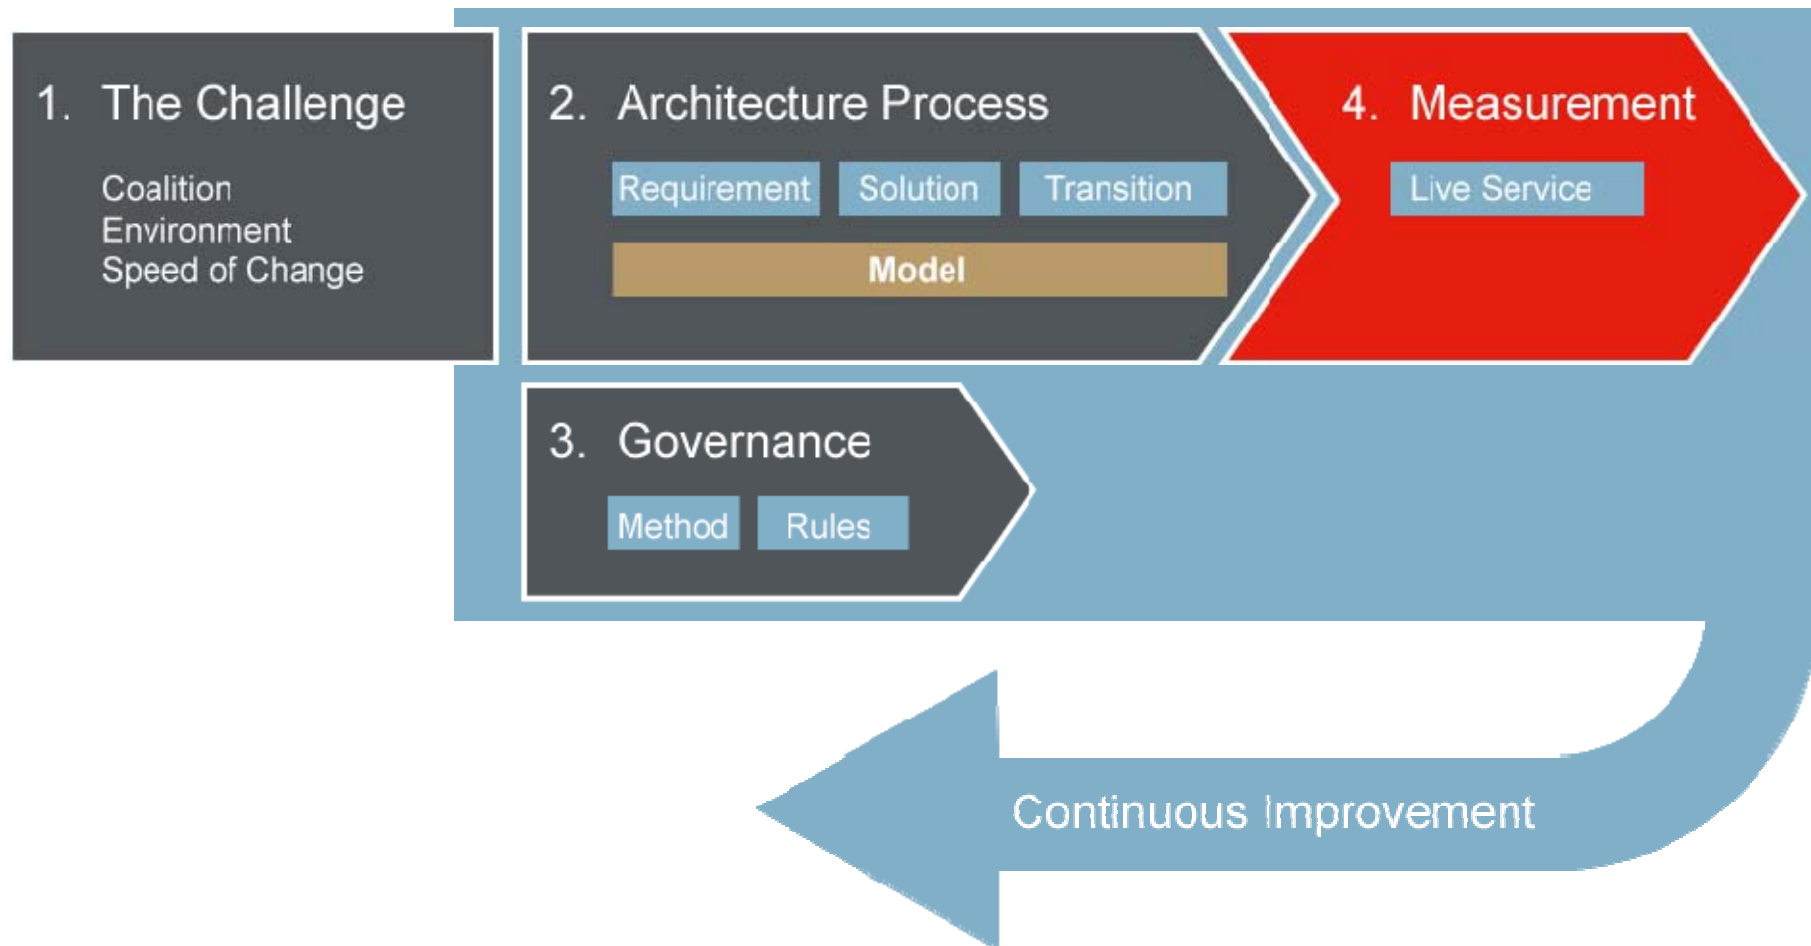 1. The Challenge
Coalition
Environment
Speed of Change
2. Architecture Process
Requirement
Solution
Transition
Model
4. Measurement
Live Service
3. Governance
Method
Rules
Continuous Improvement